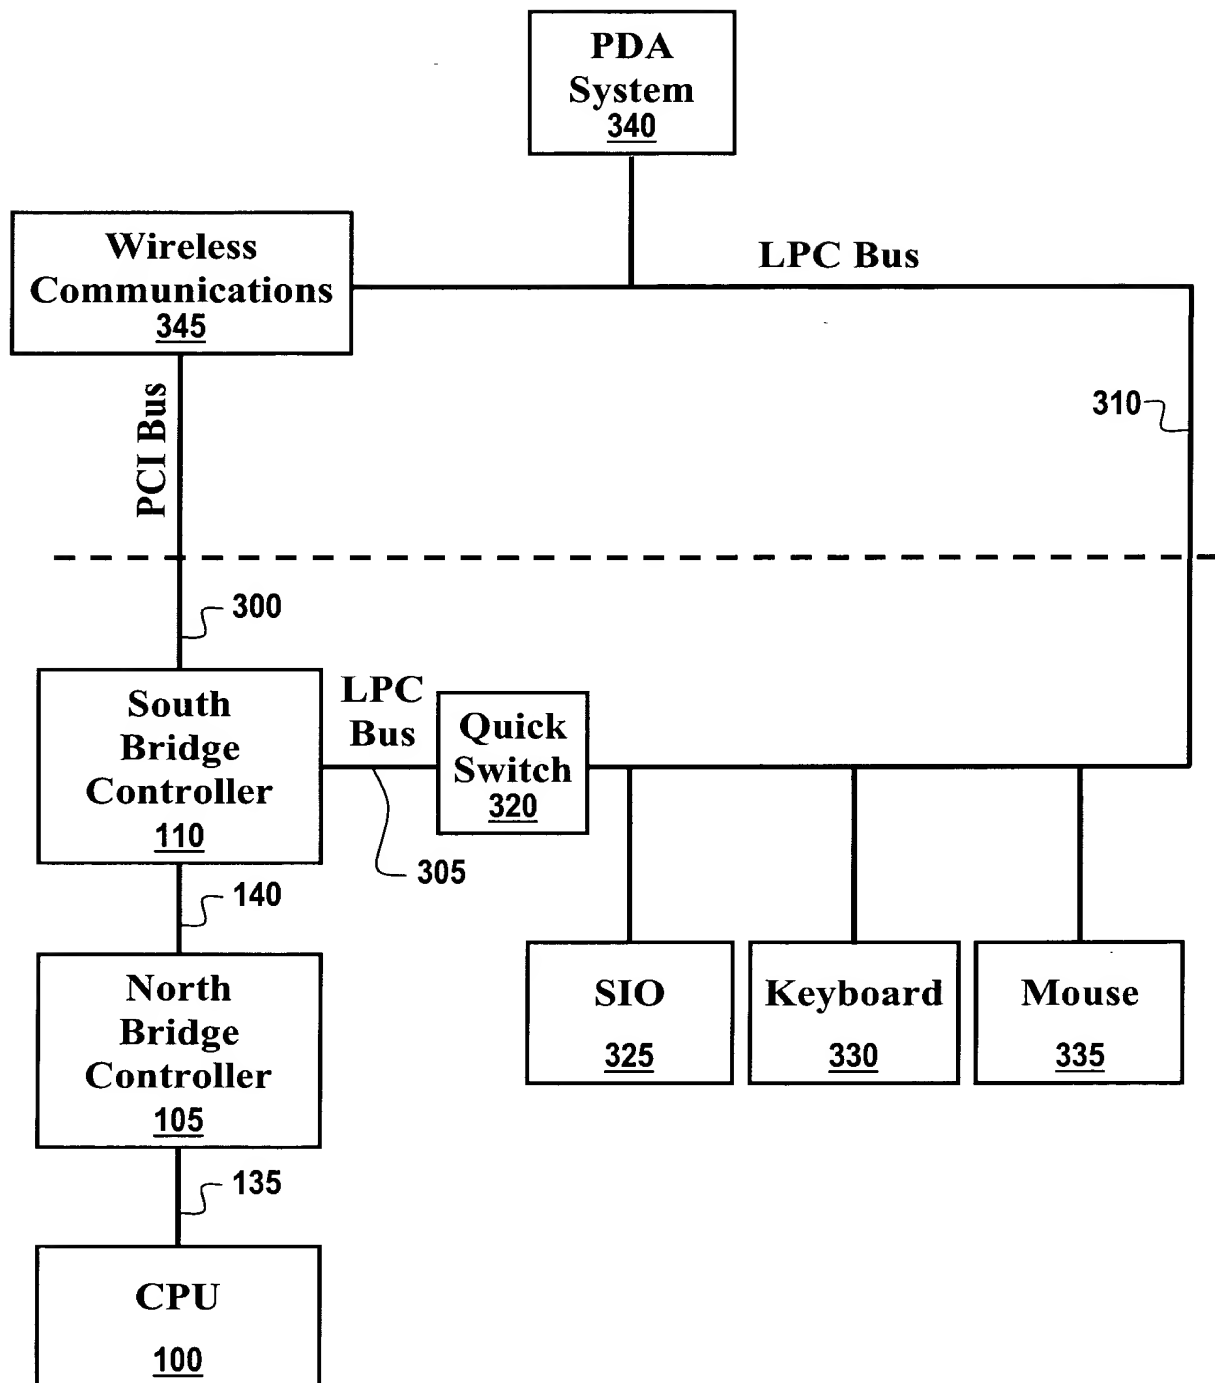 PDA
System
340
Wireless
Communications
345
LPC Bus
310
PCI Bus
300
South
Bridge
Controller
110
LPC
Bus
Quick
Switch
320
305
140
North
Bridge
Controller
105
SIO
325
Keyboard
330
Mouse
335
135
CPU
100